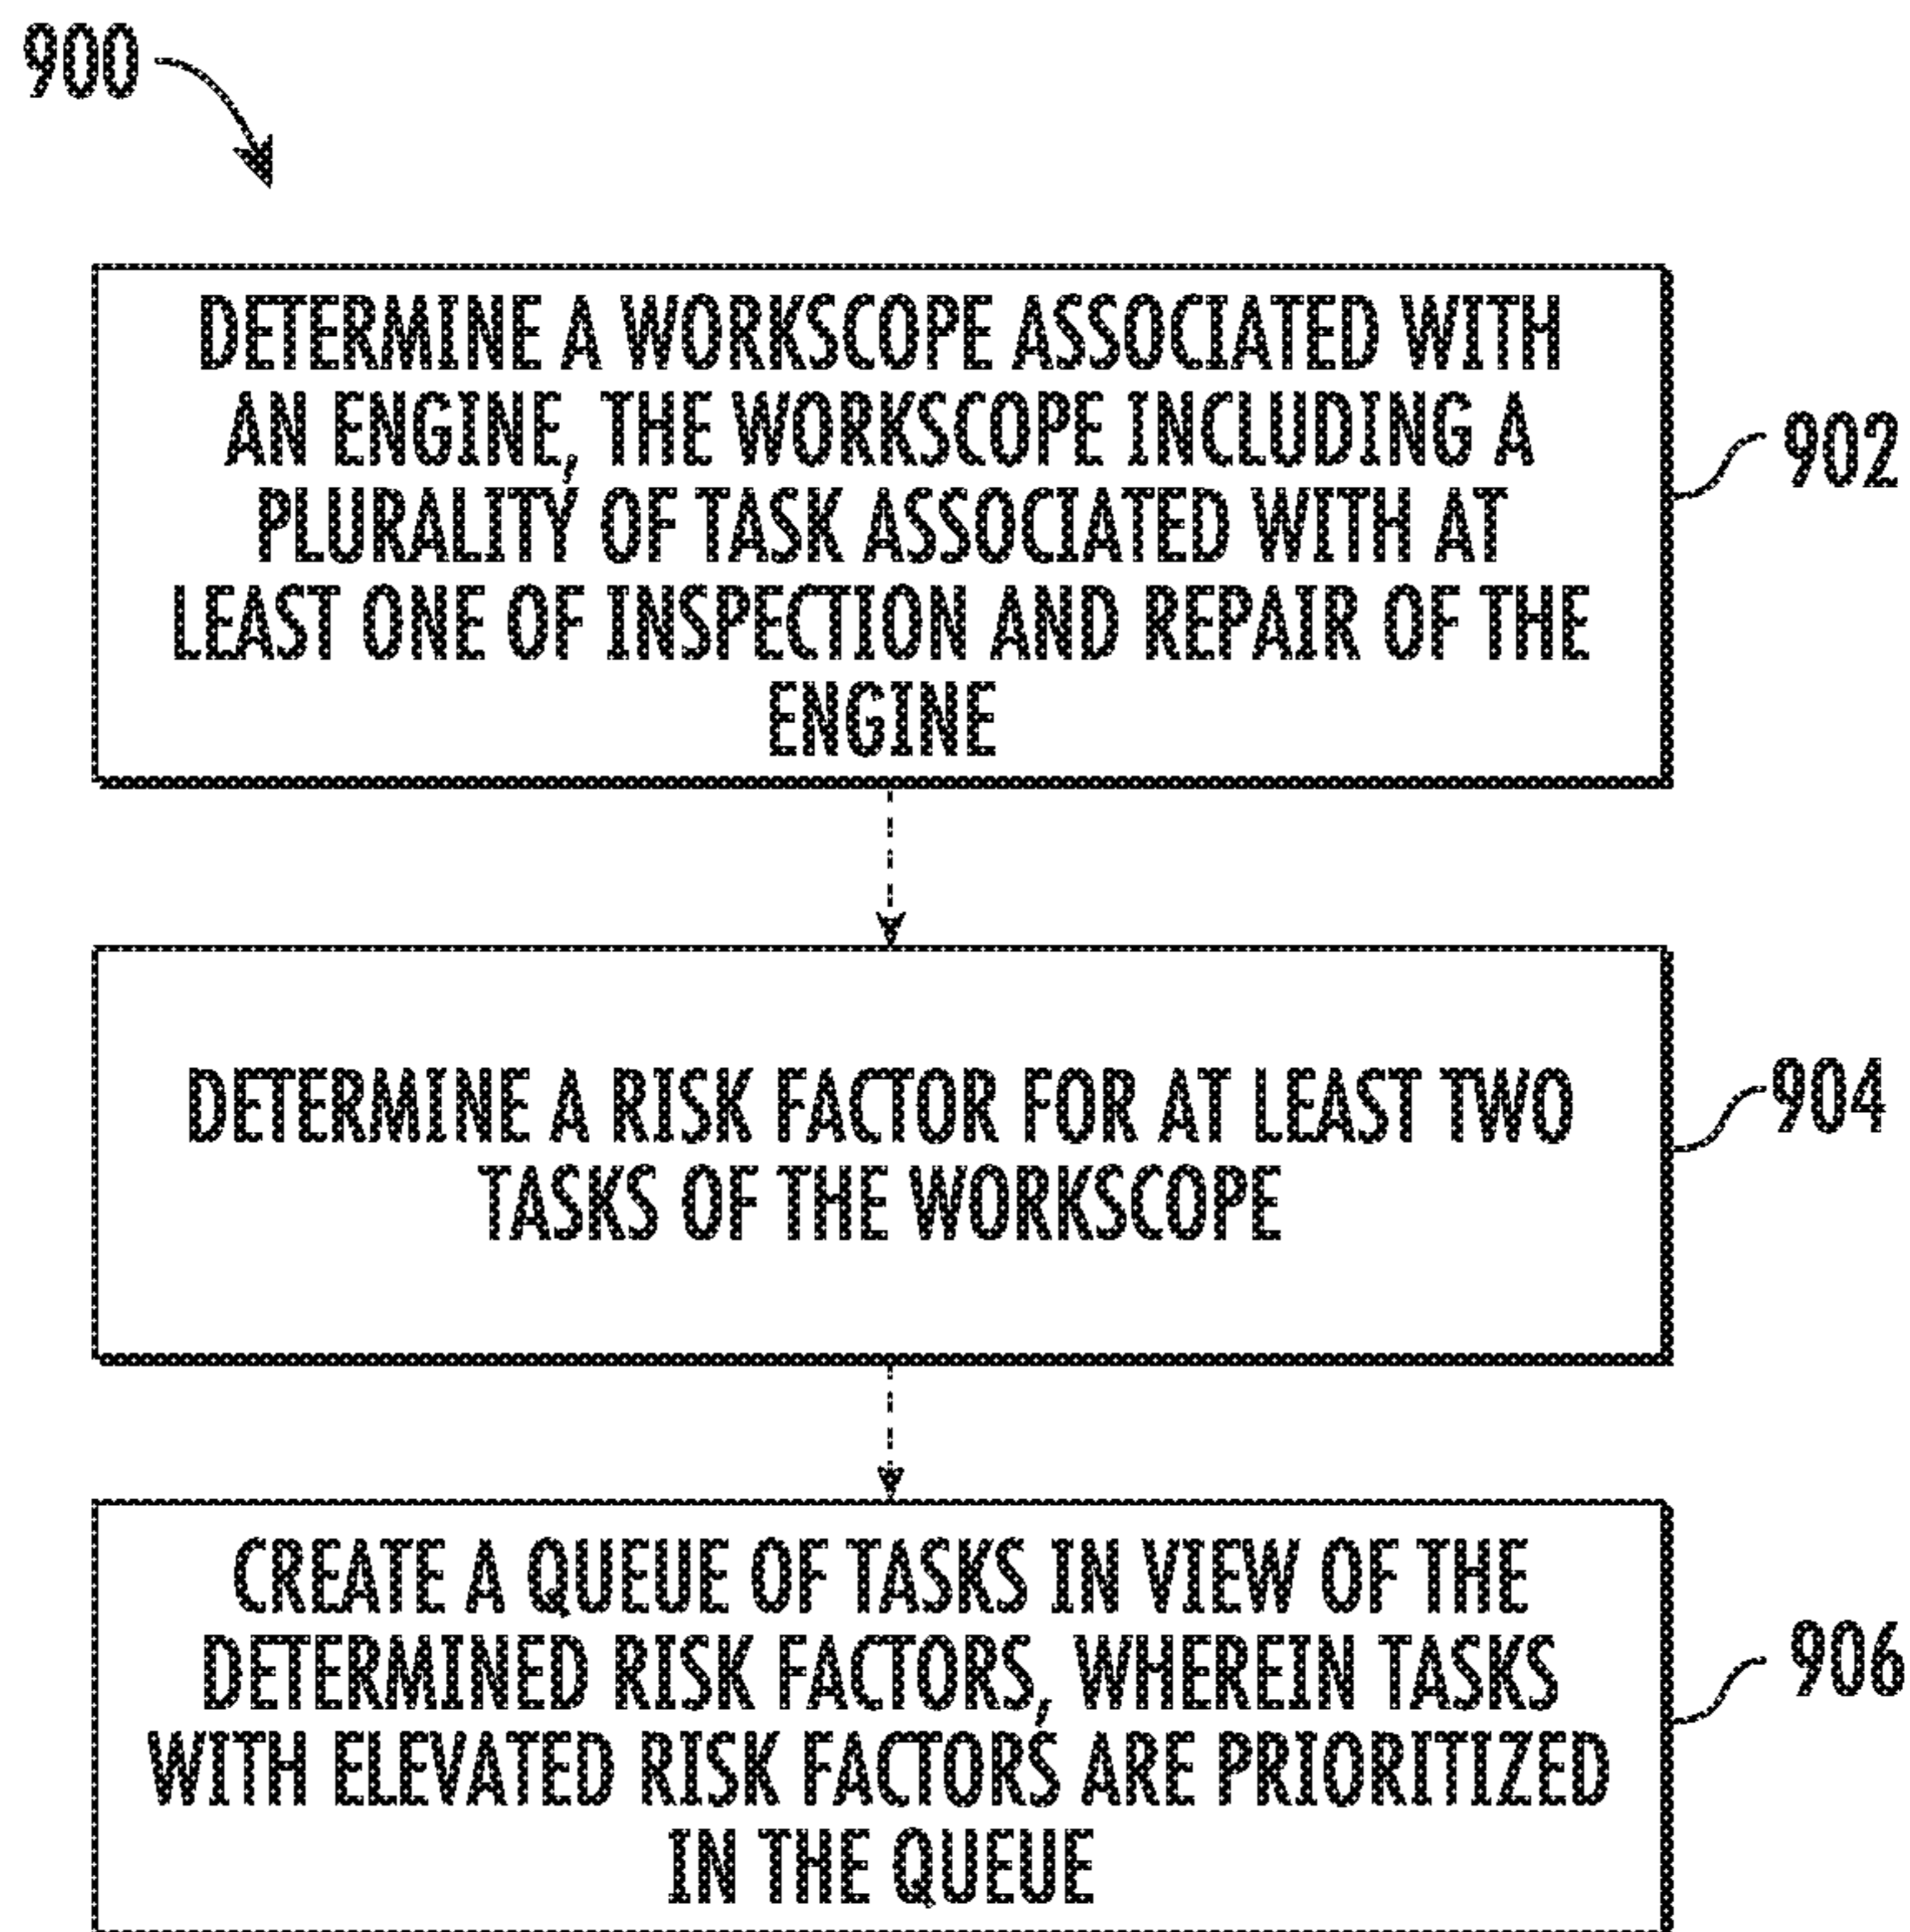 900
DETERMINE A WORKSCOPE ASSOCIATED WITH
AN ENGINE, THE WORKSCOPE INCLUDING A
PLURALITY OF TASK ASSOCIATED WITH AT
LEAST ONE OF INSPECTION AND REPAIR OF THE
ENGINE
902
DETERMINE A RISK FACTOR FOR AT LEAST TWO
TASKS OF THE WORKSCOPE
904
CREATE A QUEUE OF TASKS IN VIEW OF THE
DETERMINED RISK FACTORS, WHEREIN TASKS
WITH ELEVATED RISK FACTORS ARE PRIORITIZED
IN THE QUEUE
906